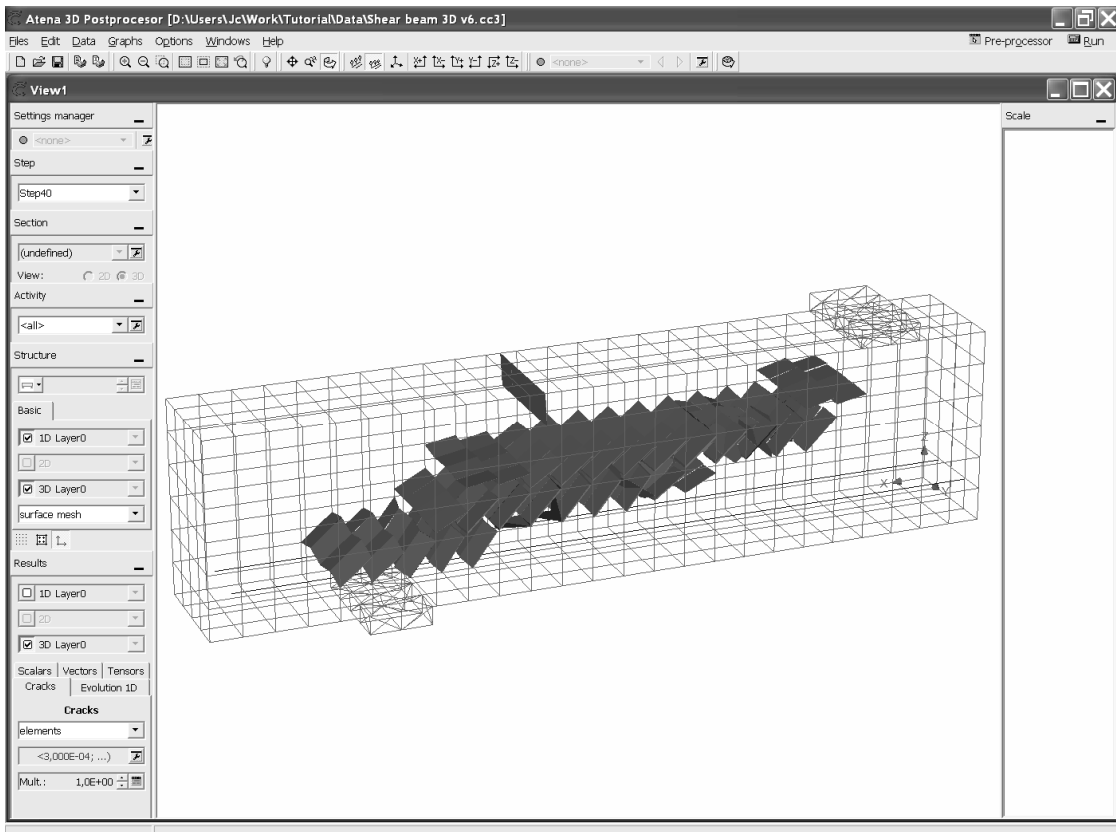 Atena 3D Postprocesor [D:\Users\Jc\Work\Tutorial\Data\Shear beam 3D v6.cc3]
Files Edit Data Graphs Options Windows Help Pre-processor Run
<none>
View1
Settings manager
<none>
Step
Step40
Section
(undefined)
View: 2D 3D
Activity
<all>
Structure
Basic
1D Layer0
2D
3D Layer0
surface mesh
Results
1D Layer0
2D
3D Layer0
Scalars Vectors Tensors
Cracks Evolution 1D
Cracks
elements
<3,000E-04; ...)
Mult.: 1,0E+00
Scale
Z
X
Y